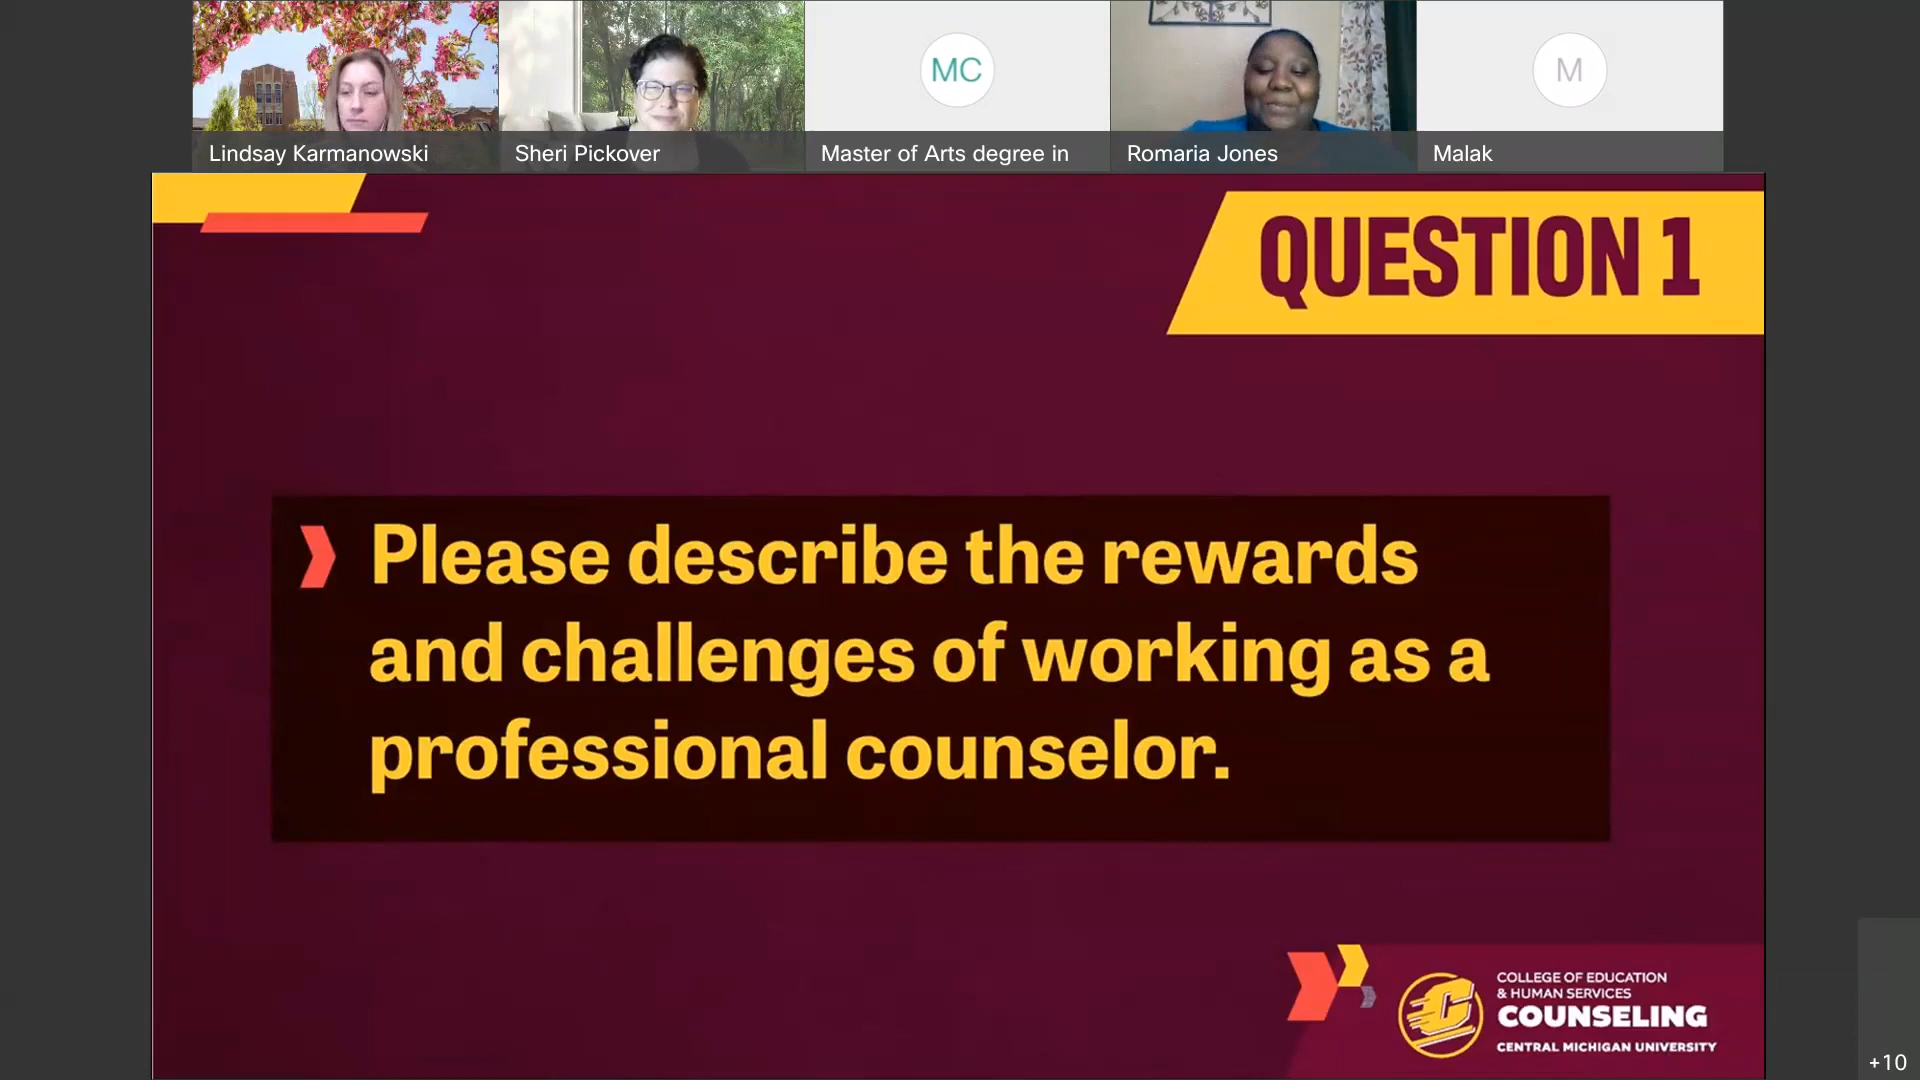 MC
M
Lindsay Karmanowski
Sheri Pickover
Master of Arts degree in
Romaria Jones
Malak
QUESTION 1
Please describe the rewards
and challenges of working as a
professional counselor.
COLLEGE OF EDUCATION
& HUMAN SERVICES
COUNSELING
CENTRAL MICHIGAN UNIVERSITY
+10